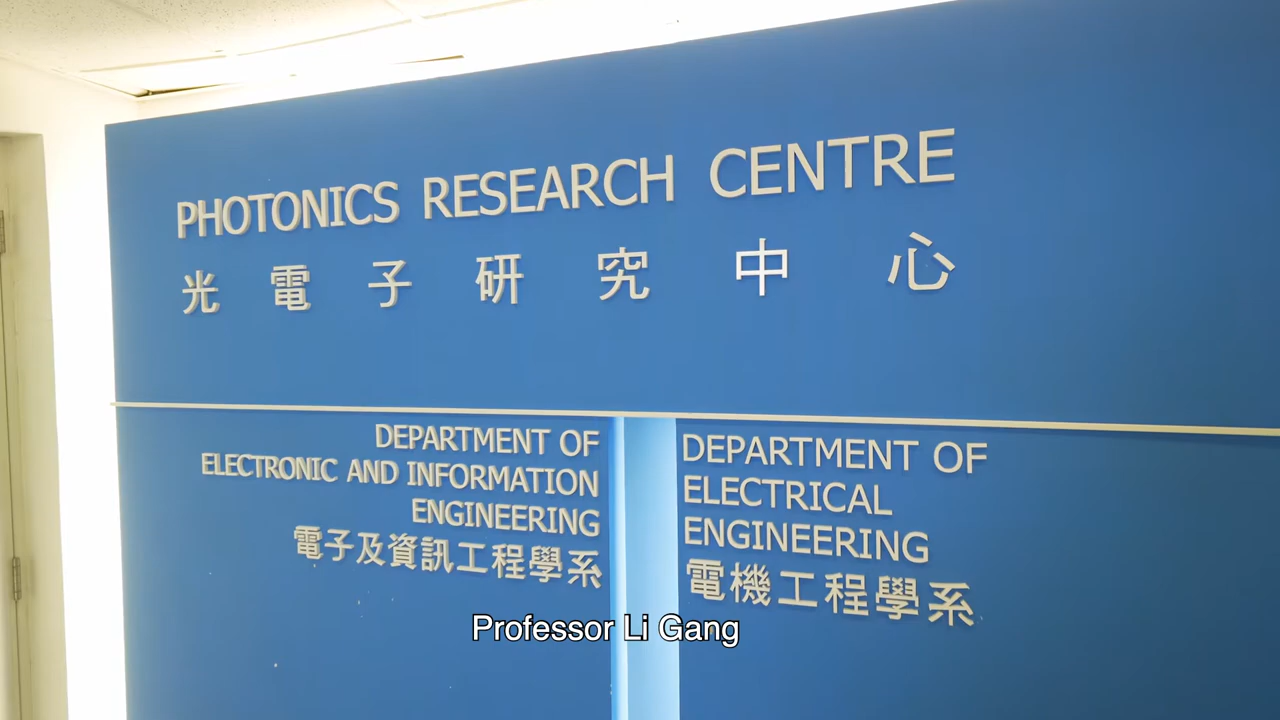 PHOTONICS RESEARCH CENTRE
光電子研究中心
DEPARTMENT OF
ELECTRONIC AND INFORMATION
ENGINEERING
電子及資訊工程學系
DEPARTMENT OF
ELECTRICAL
ENGINEERING
電機工程學系
Professor Li Gang